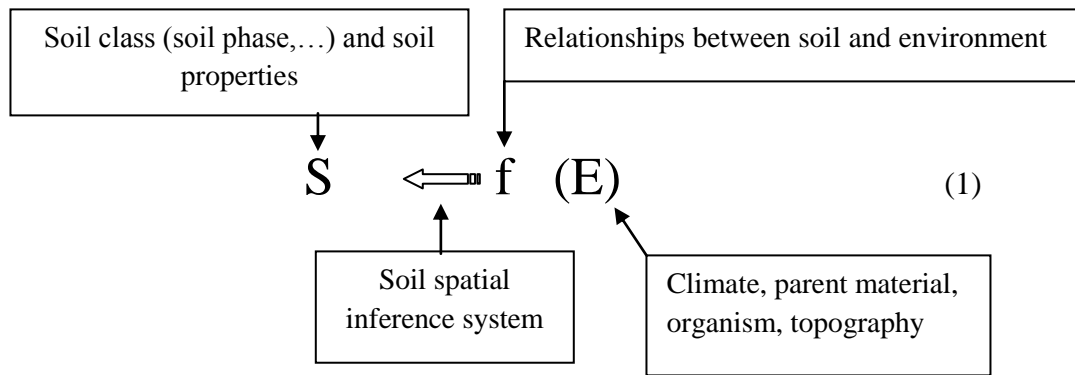 Soil class (soil phase,…) and soil
properties
Relationships between soil and environment
S f (E) (1)
Soil spatial
inference system
Climate, parent material,
organism, topography